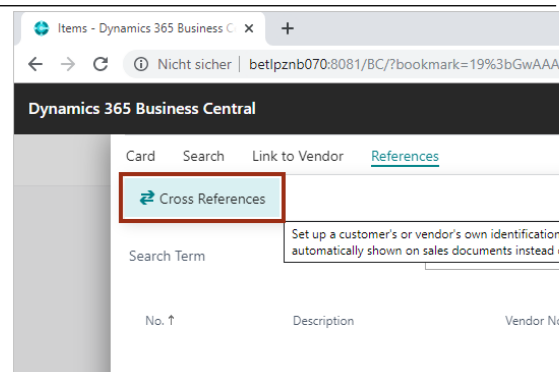 Items - Dynamics 365 Business C
Nicht sicher | betlpznb070:8081/BC/?bookmark=19%3bGwAAA
Dynamics 365 Business Central
Card Search Link to Vendor References
Cross References
Set up a customer's or vendor's own identification
automatically shown on sales documents instead
Search Term
No. ↑ Description Vendor No